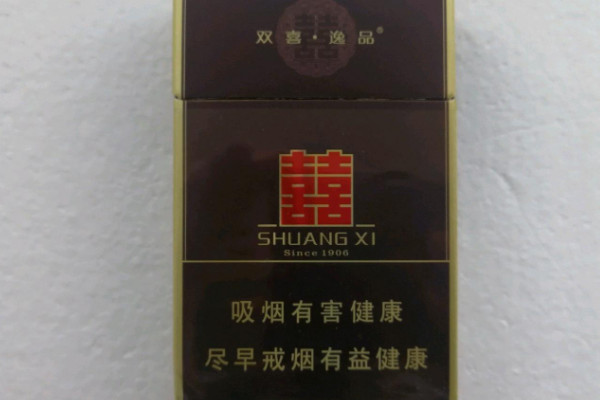 双喜·逸品®
囍
SHUANG XI
Since 1906
吸烟有害健康
尽早戒烟有益健康